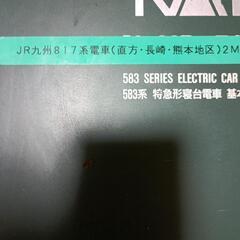 JR九州817系電車(直方・長崎・熊本地区)2M
583 SERIES ELECTRIC CAR
583系 特急形寝台電車 基本